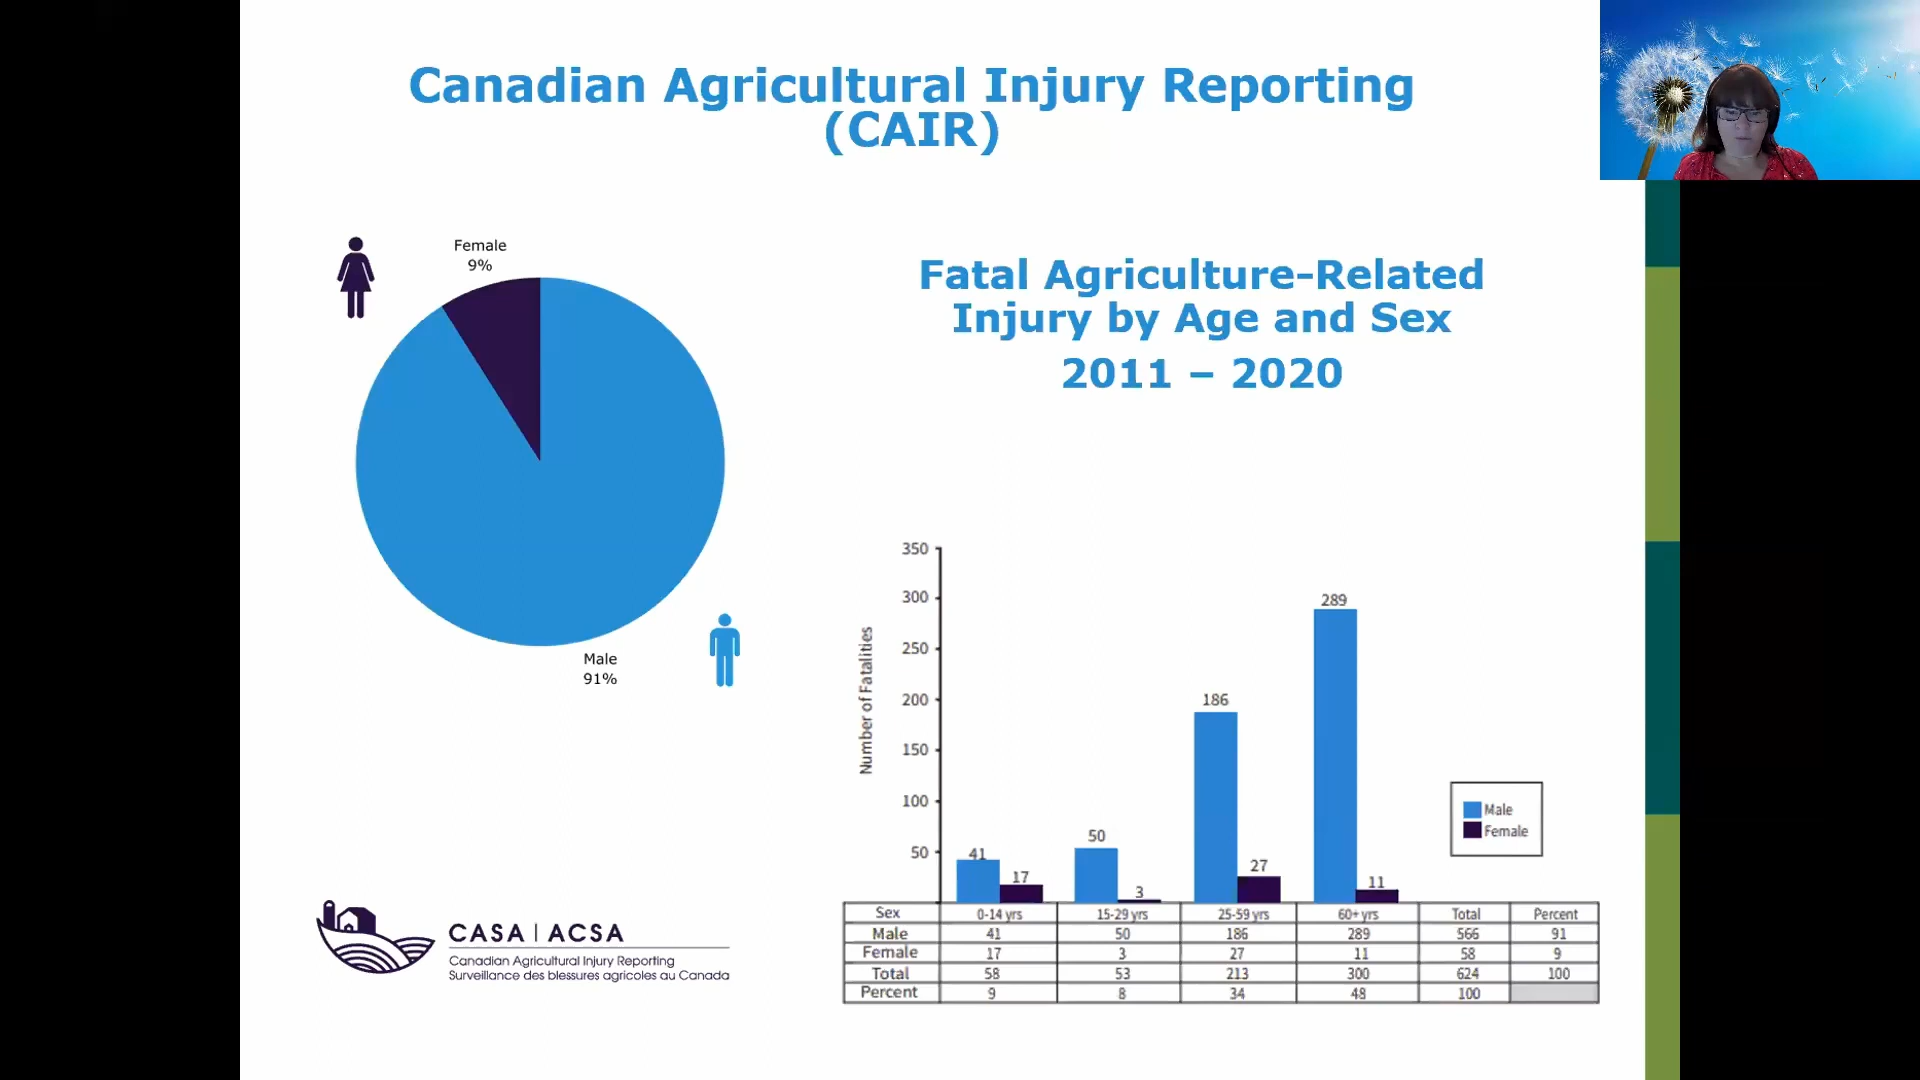 Canadian Agricultural Injury Reporting
(CAIR)
Female
9%
Male
91%
Fatal Agriculture-Related
Injury by Age and Sex
2011 – 2020
Number of Fatalities
350
300
250
200
150
100
50
41
17
50
3
186
27
289
11
Male
Female
Sex 0-14 yrs 15-29 yrs 25-59 yrs 60+ yrs Total Percent
Male 41 50 186 289 566 91
Female 17 3 27 11 58 9
Total 58 53 213 300 624 100
Percent 9 8 34 48 100
CASA | ACSA
Canadian Agricultural Injury Reporting
Surveillance des blessures agricoles au Canada